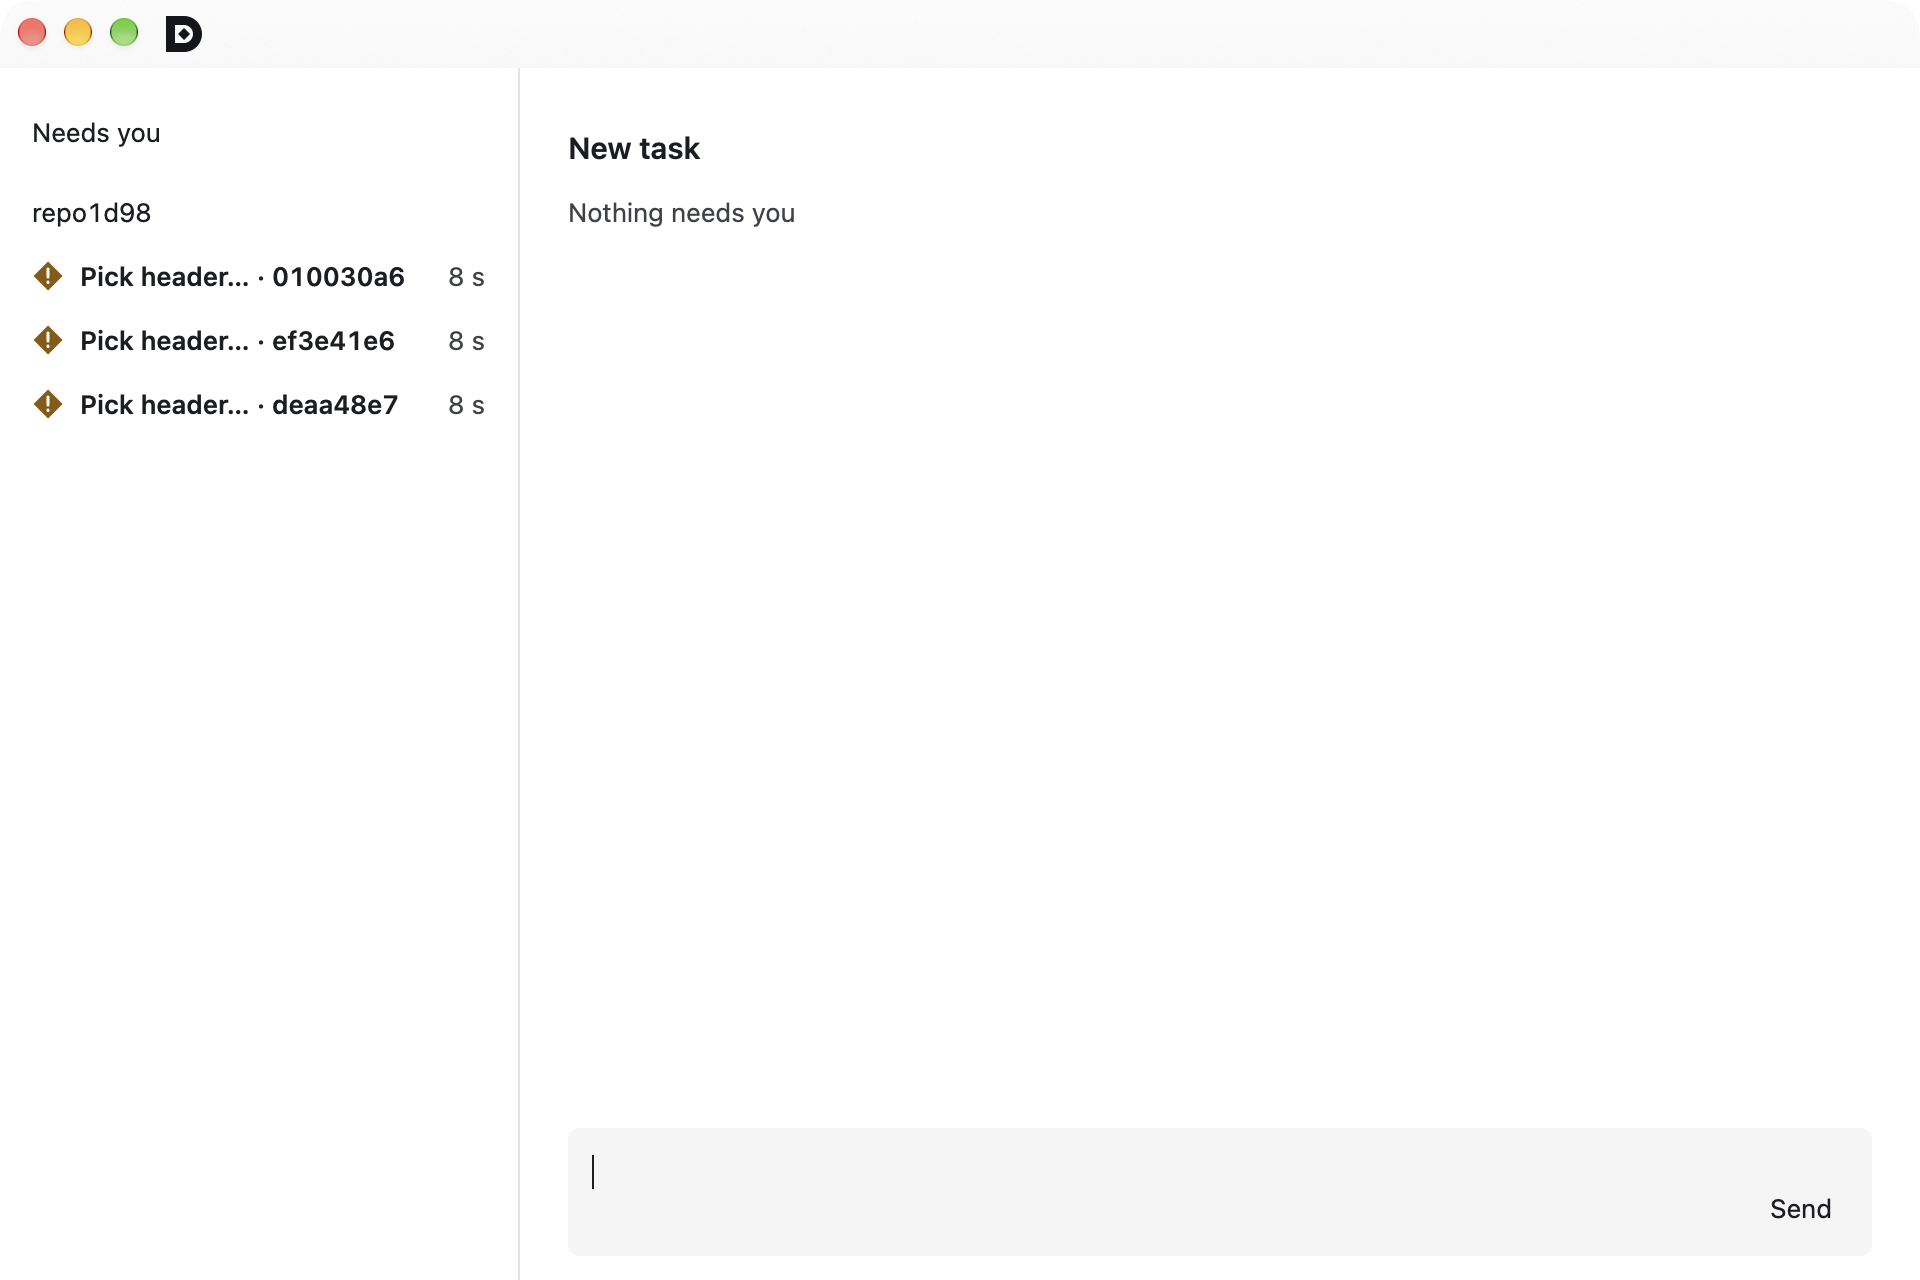 Needs you
repo1d98
Pick header... · 010030a6 8 s
Pick header... · ef3e41e6 8 s
Pick header... · deaa48e7 8 s
New task
Nothing needs you
Send